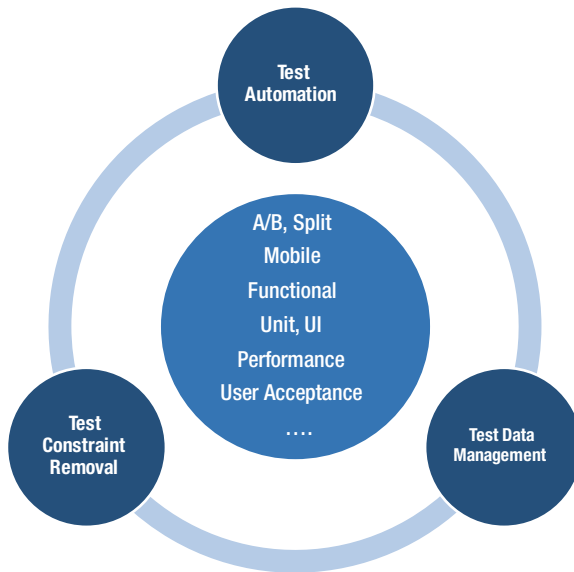 Test
Automation
A/B, Split
Mobile
Functional
Unit, UI
Performance
User Acceptance
....
Test
Constraint
Removal
Test Data
Management